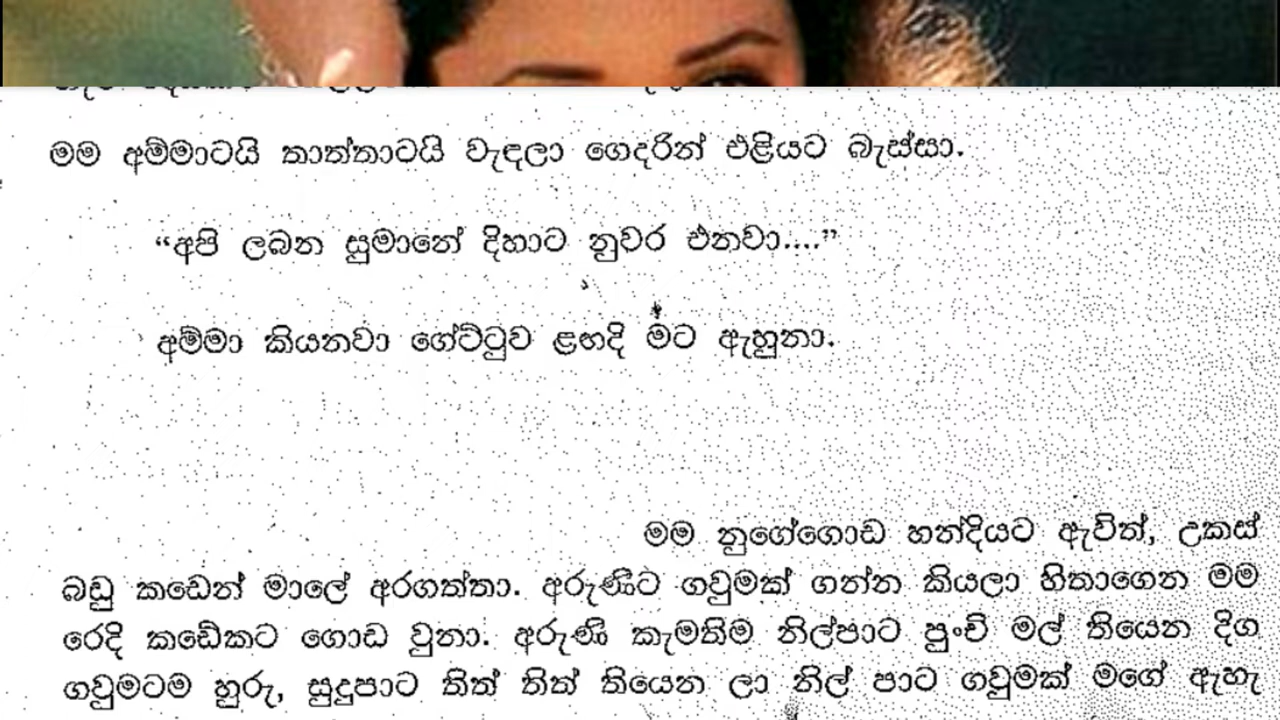 මම අම්මාටයි තාත්තාටයි වැඳලා ගෙදරින් එළියට බැස්සා.
“අපි ලබන සුමානේ දිහාට නුවර එනවා....”
අම්මා කියනවා ගේට්ටුව ළඟදි මට ඇහුනා.
මම නුගේගොඩ හන්දියට ඇවිත්, උකස්
බඩු කඩෙන් මාලේ අරගත්තා. අරුණිට ගවුමක් ගන්න කියලා හිතාගෙන මම
රෙදි කඩේකට ගොඩ වුනා. අරුණි කැමතිම නිල්පාට පුංචි මල් තියෙන දිග
ගවුමටම හුරු, සුදුපාට තිත් තිත් තියෙන ලා නිල් පාට ගවුමක් මගේ ඇහැ